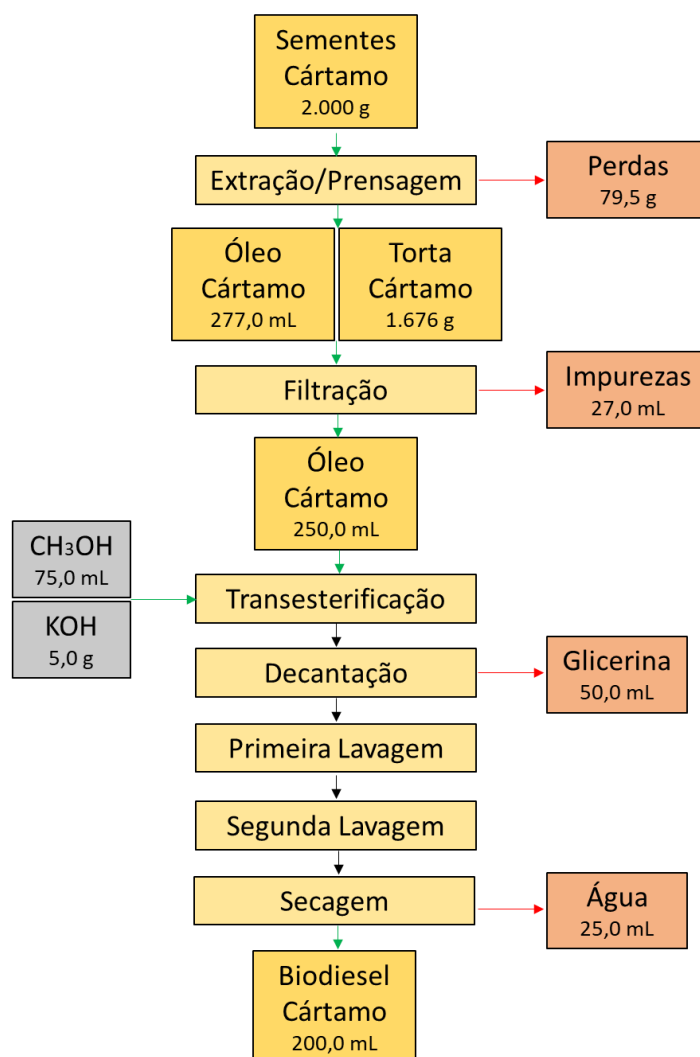 Sementes
Cártamo
2.000 g
Extração/Prensagem
Perdas
79,5 g
Óleo
Cártamo
277,0 mL
Torta
Cártamo
1.676 g
Filtração
Impurezas
27,0 mL
Óleo
Cártamo
250,0 mL
CH₃OH
75,0 mL
KOH
5,0 g
Transesterificação
Decantação
Glicerina
50,0 mL
Primeira Lavagem
Segunda Lavagem
Secagem
Água
25,0 mL
Biodiesel
Cártamo
200,0 mL